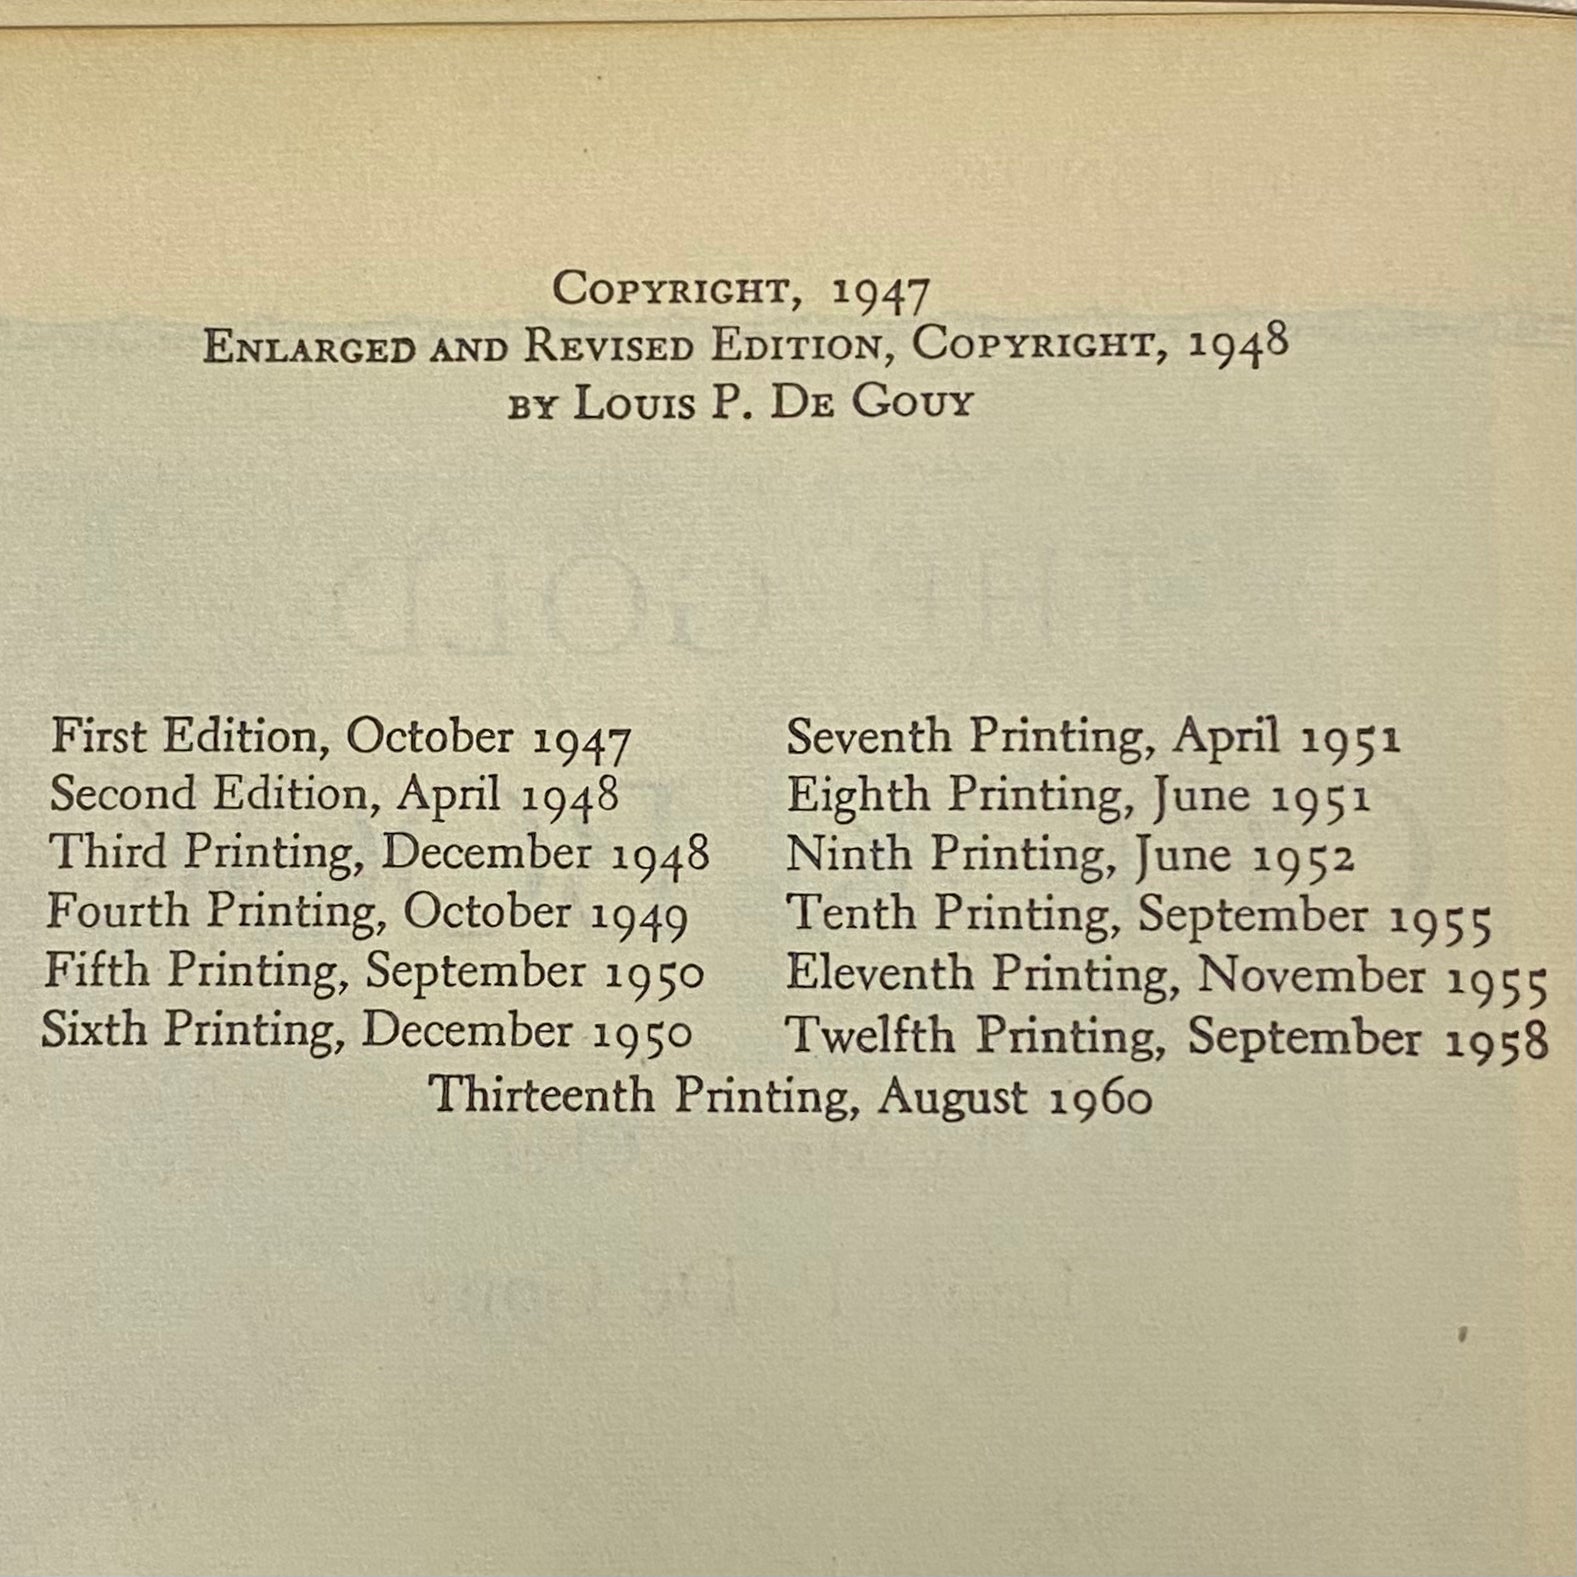 Copyright, 1947
Enlarged and Revised Edition, Copyright, 1948
by Louis P. De Gouy
First Edition, October 1947
Second Edition, April 1948
Third Printing, December 1948
Fourth Printing, October 1949
Fifth Printing, September 1950
Sixth Printing, December 1950
Seventh Printing, April 1951
Eighth Printing, June 1951
Ninth Printing, June 1952
Tenth Printing, September 1955
Eleventh Printing, November 1955
Twelfth Printing, September 1958
Thirteenth Printing, August 1960